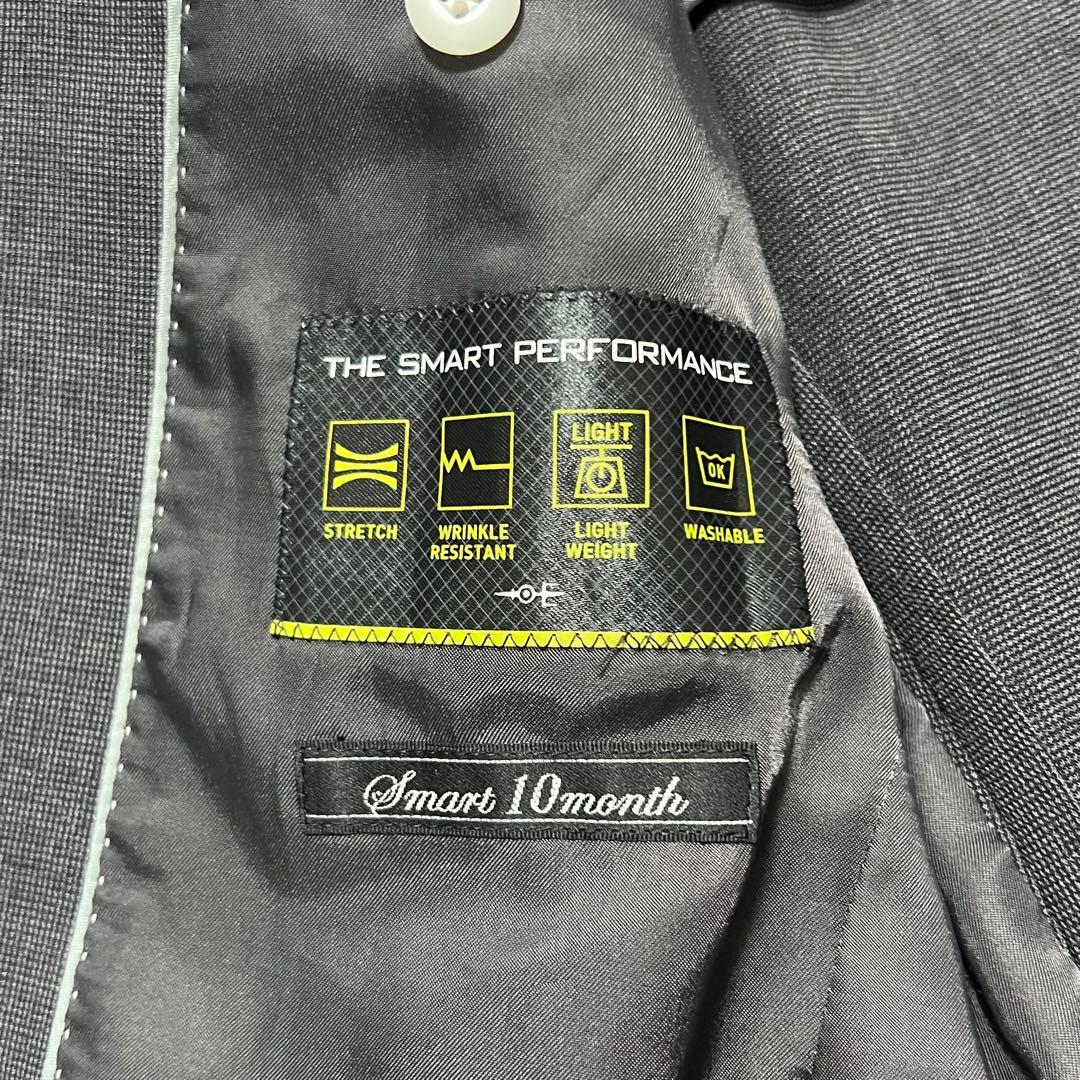 THE SMART PERFORMANCE
LIGHT
OK
STRETCH
WRINKLE
RESISTANT
LIGHT
WEIGHT
WASHABLE
Smart 10month